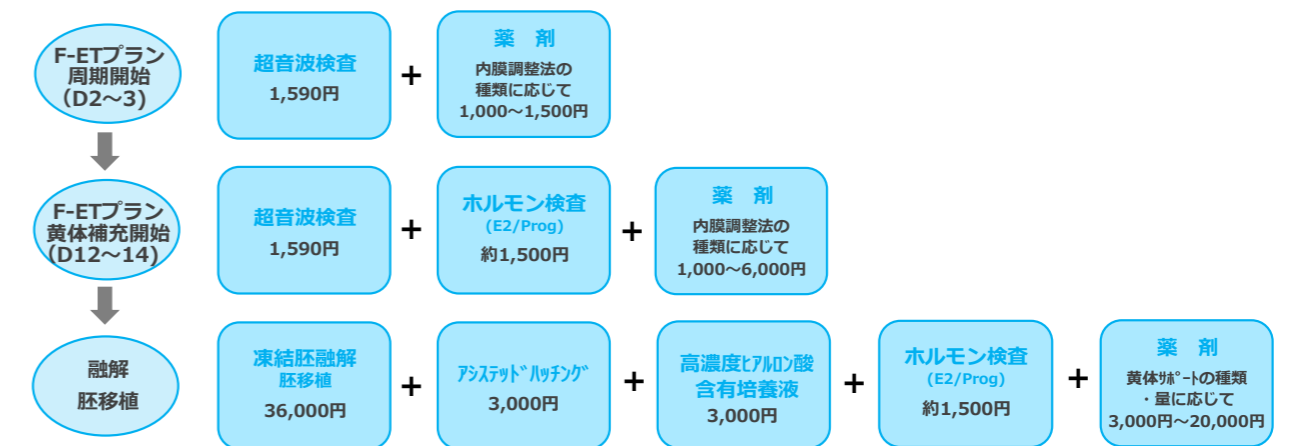 F-ETプラン
周期開始
(D2～3)
超音波検査
1,590円
+
薬　剤
内膜調整法の
種類に応じて
1,000～1,500円
F-ETプラン
黄体補充開始
(D12～14)
超音波検査
1,590円
+
ホルモン検査
(E2/Prog)
約1,500円
+
薬　剤
内膜調整法の
種類に応じて
1,000～6,000円
融解
胚移植
凍結胚融解
胚移植
36,000円
+
ｱｼｽﾃｯﾄﾞﾊｯﾁﾝｸﾞ
3,000円
+
高濃度ﾋｱﾙﾛﾝ酸
含有培養液
3,000円
+
ホルモン検査
(E2/Prog)
約1,500円
+
薬　剤
黄体ｻﾎﾟｰﾄの種類
・量に応じて
3,000円～20,000円